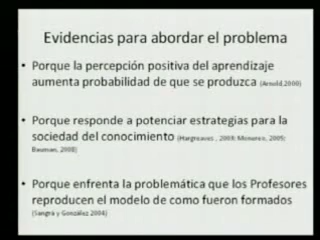 Evidencias para abordar el problema
• Porque la percepción positiva del aprendizaje
aumenta probabilidad de que se produzca (Arnold,2000)
• Porque responde a potenciar estrategias para la
sociedad del conocimiento (Hargreaves , 2003; Monereo, 2005;
Bauman, 2008)
• Porque enfrenta la problemática que los Profesores
reproducen el modelo de como fueron formados
(Sangrá y González 2004)